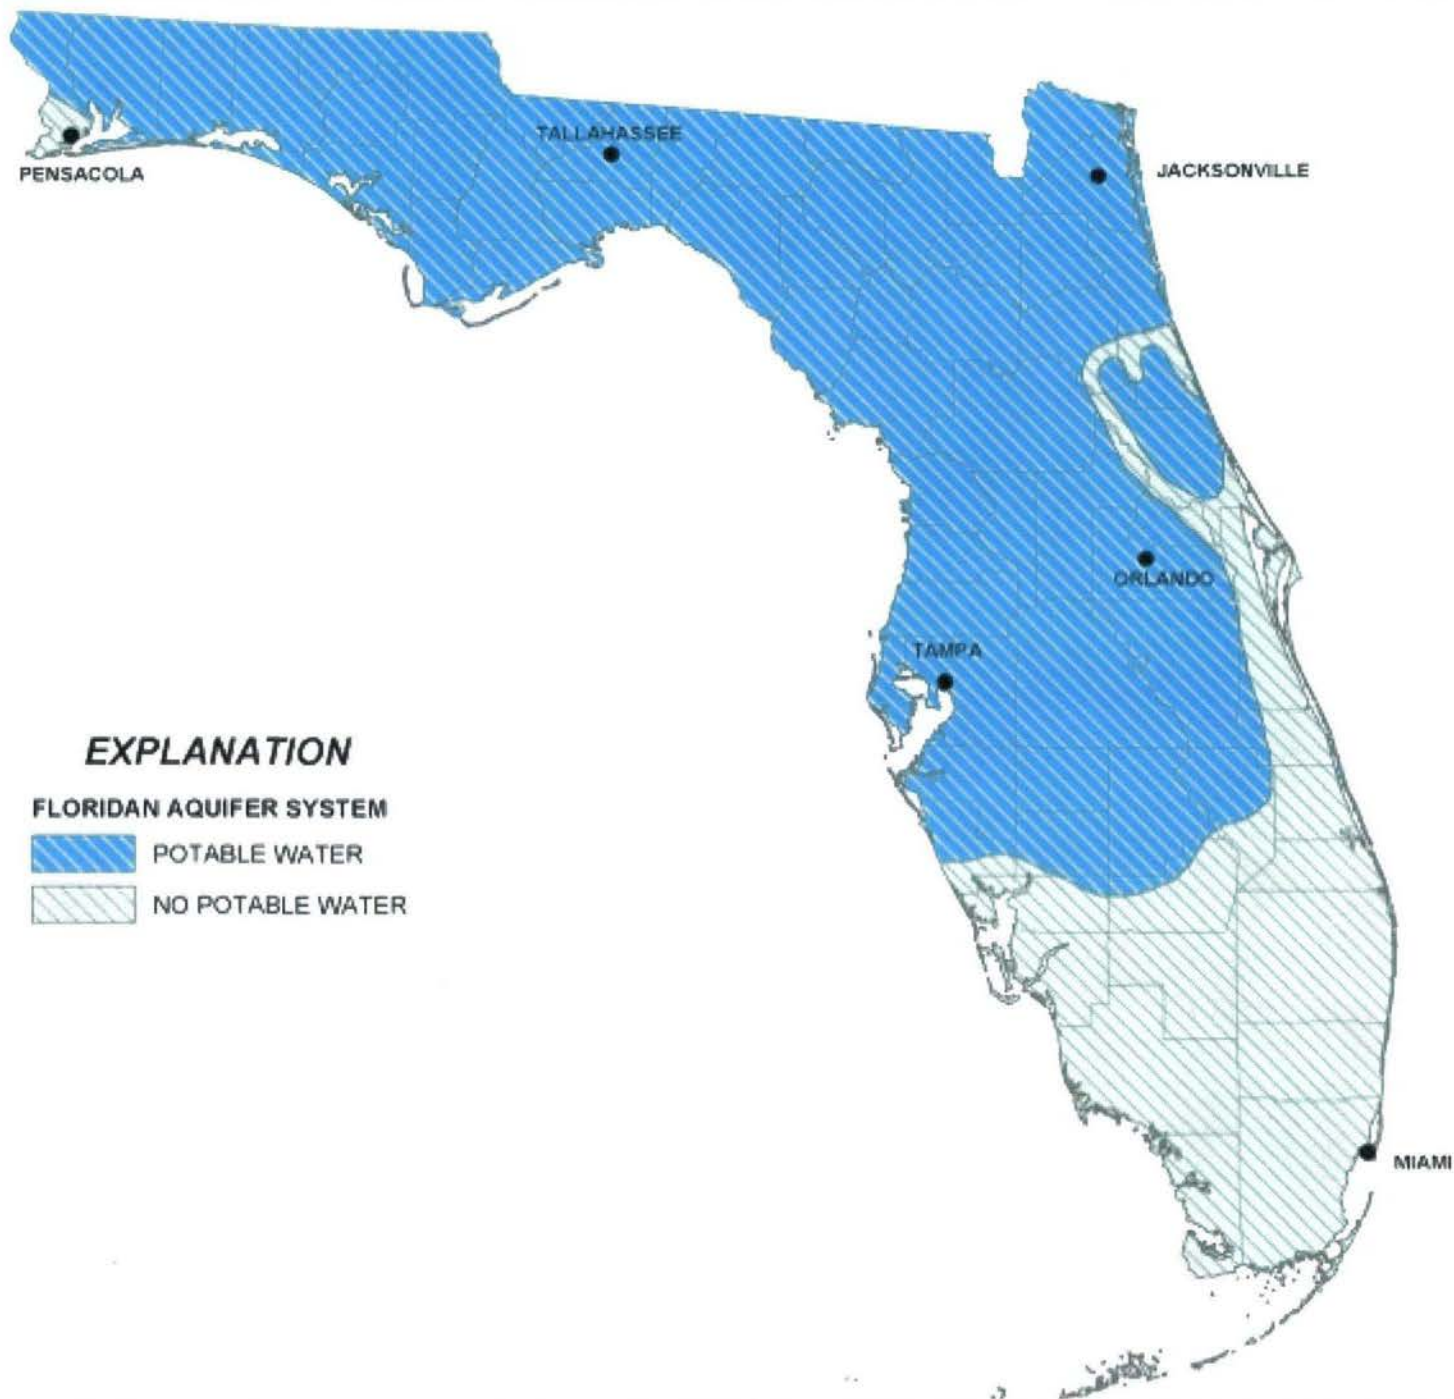 TALLAHASSEE
PENSACOLA
JACKSONVILLE
ORLANDO
TAMPA
EXPLANATION
FLORIDAN AQUIFER SYSTEM
POTABLE WATER
NO POTABLE WATER
MIAMI